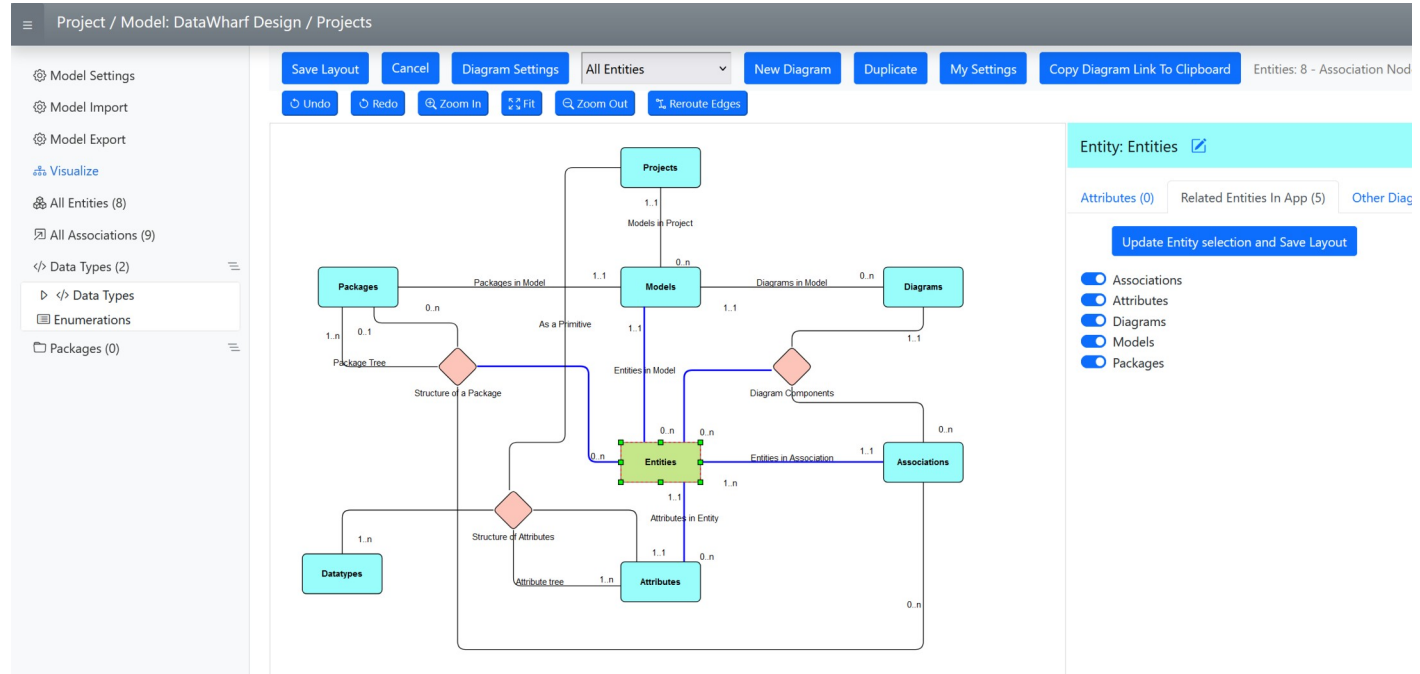 Project / Model: DataWharf Design / Projects
Model Settings
Model Import
Model Export
Visualize
All Entities (8)
All Associations (9)
</> Data Types (2)
</> Data Types
Enumerations
Packages (0)
Save Layout Cancel Diagram Settings All Entities New Diagram Duplicate My Settings Copy Diagram Link To Clipboard Entities: 8 - Association Nod
Undo Redo Zoom In Fit Zoom Out Reroute Edges
Projects
1..1
Models in Project
0..n
Packages Packages in Model 1..1 Models Diagrams in Model 0..n Diagrams
0..n 1..1
1..n 0..1 As a Primitive 1..1 1..1
Package Tree Entities in Model
Structure of a Package Diagram Components
0..n 0..n 0..n
0..n Entities Entities in Association 1..1 Associations
1..1 1..n
Attributes in Entity
1..n Structure of Attributes
1..1 0..n
Datatypes Attribute tree 1..n Attributes
0..n
Entity: Entities
Attributes (0) Related Entities In App (5) Other Diag
Update Entity selection and Save Layout
Associations
Attributes
Diagrams
Models
Packages